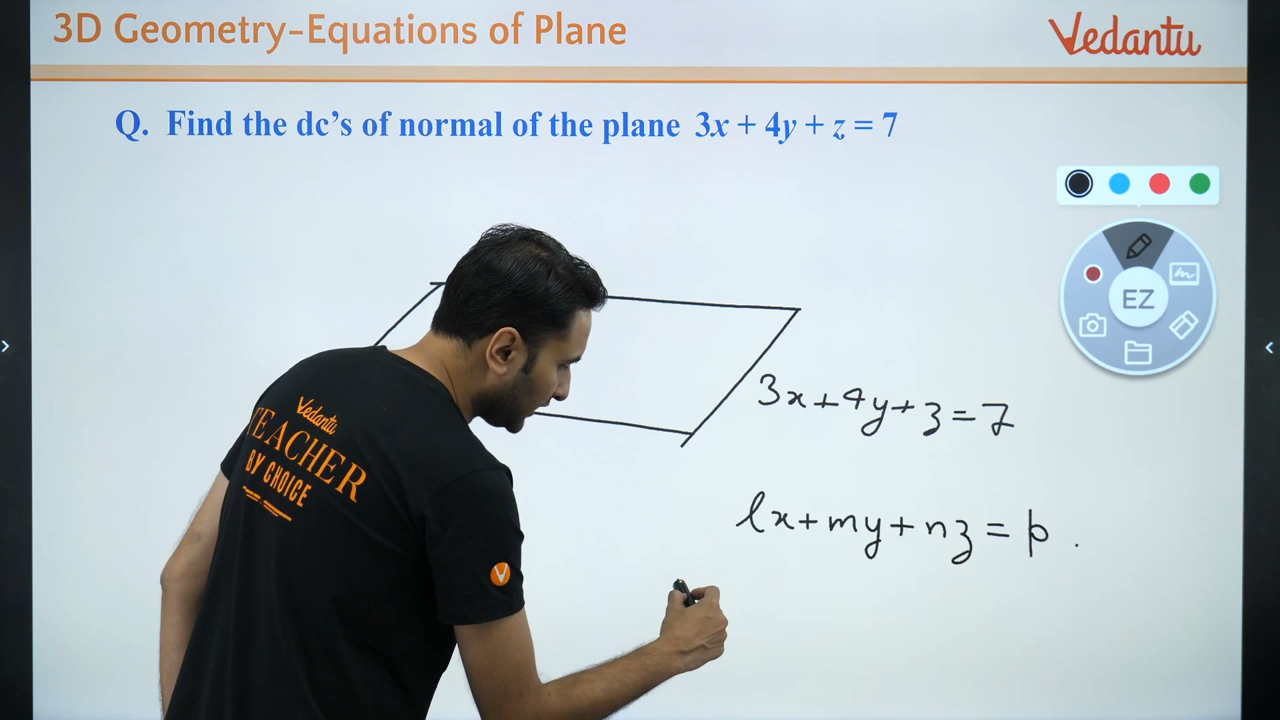 3D Geometry-Equations of Plane
Vedantu
Q. Find the dc's of normal of the plane 3x + 4y + z = 7
EZ
3x+4y+z=7
lx+my+nz=p.
Vedantu
TEACHER
BY CHOICE
V